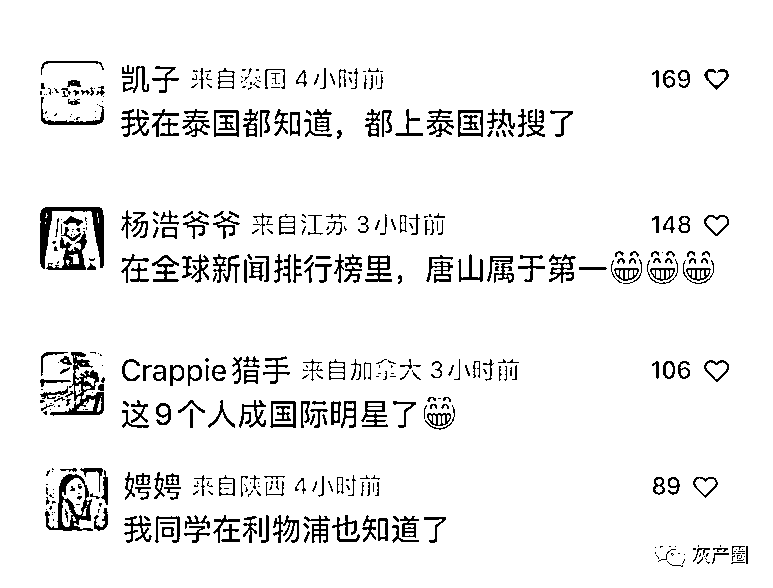 凯子 来自泰国 4小时前 169
我在泰国都知道，都上泰国热搜了
杨浩爷爷 来自江苏 3小时前 148
在全球新闻排行榜里，唐山属于第一😁😁😁
Crappie猎手 来自加拿大 3小时前 106
这9个人成国际明星了😁
娉娉 来自陕西 4小时前 89
我同学在利物浦也知道了
灰产圈